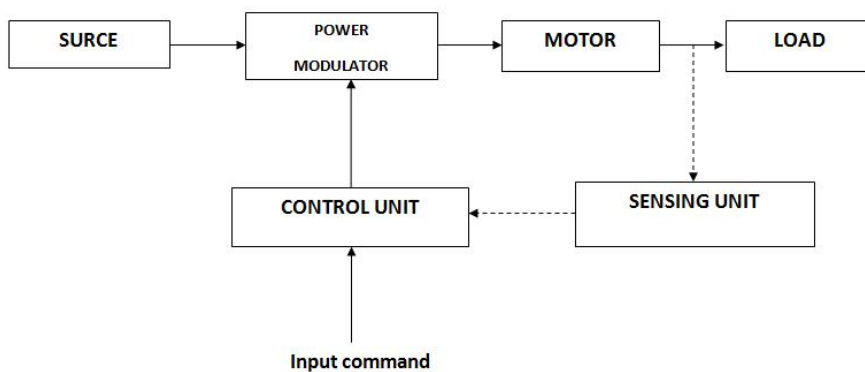 SURCE
POWER
MODULATOR
MOTOR
LOAD
CONTROL UNIT
SENSING UNIT
Input command